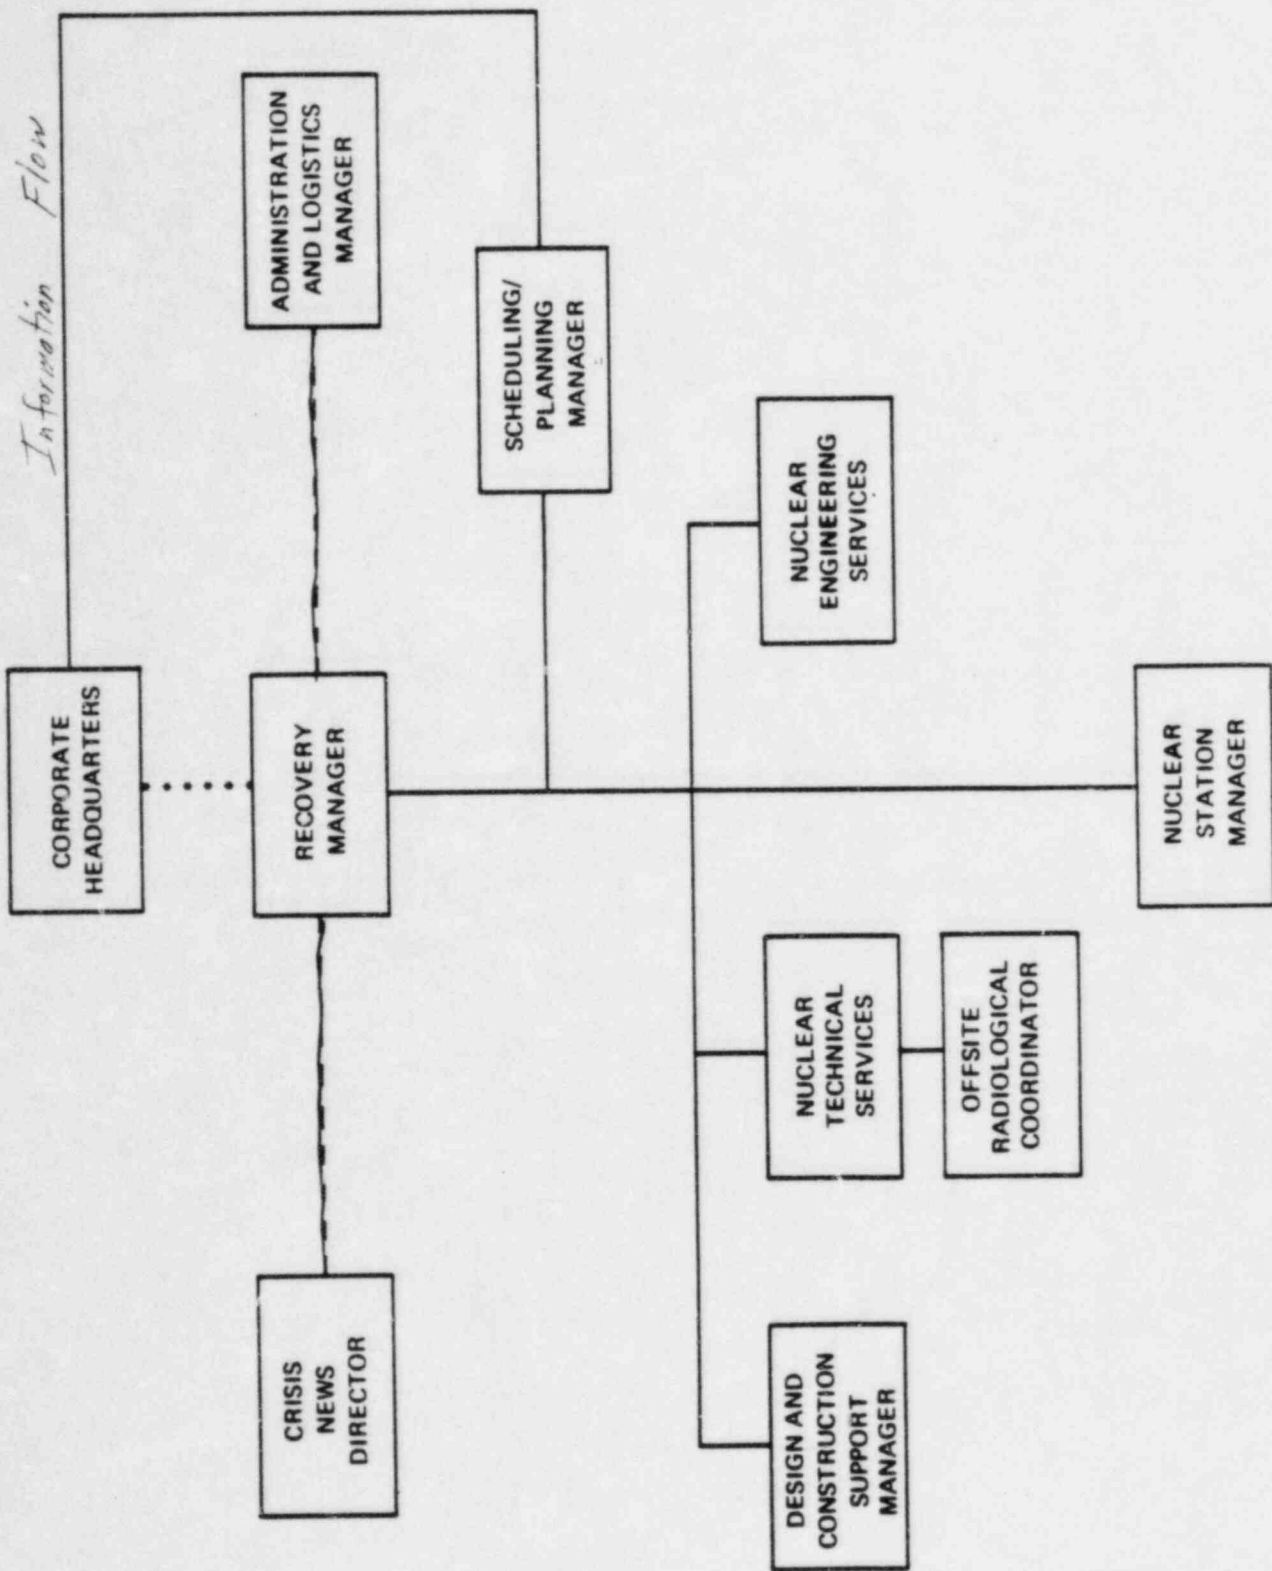 Information Flow
CORPORATE
HEADQUARTERS
CRISIS
NEWS
DIRECTOR
RECOVERY
MANAGER
ADMINISTRATION
AND LOGISTICS
MANAGER
SCHEDULING/
PLANNING
MANAGER
DESIGN AND
CONSTRUCTION
SUPPORT
MANAGER
NUCLEAR
TECHNICAL
SERVICES
NUCLEAR
ENGINEERING
SERVICES
OFFSITE
RADIOLOGICAL
COORDINATOR
NUCLEAR
STATION
MANAGER